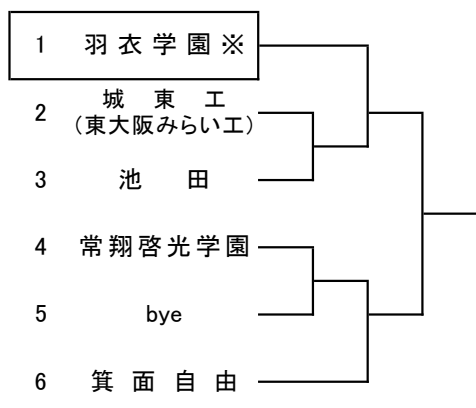 1 羽衣学園※
2 城東工
(東大阪みらい工)
3 池田
4 常翔啓光学園
5 bye
6 箕面自由